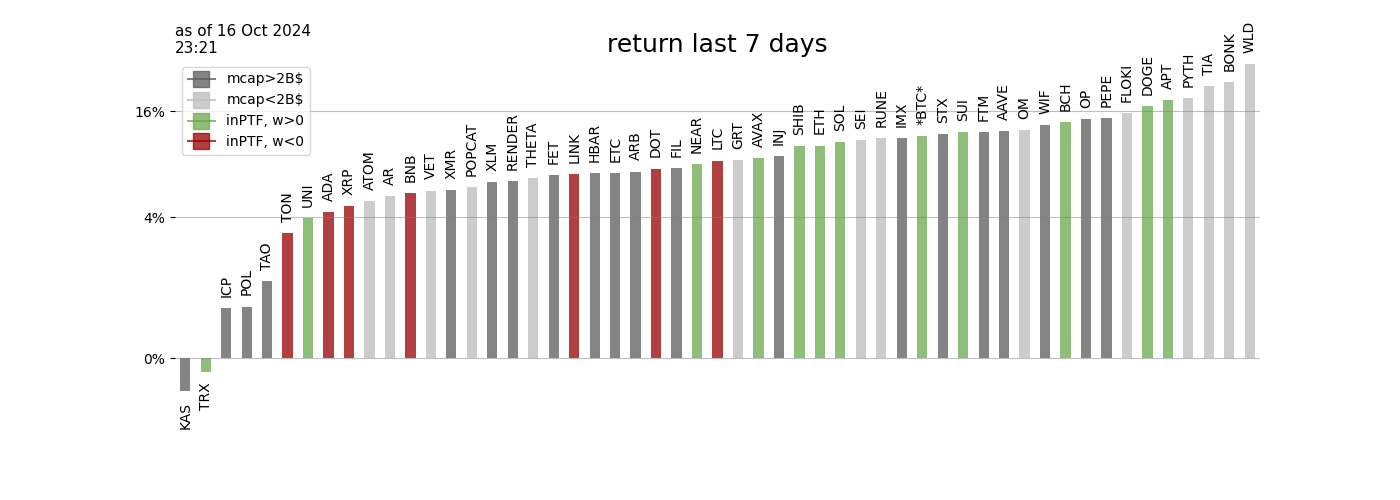 as of 16 Oct 2024
23:21
return last 7 days
mcap>2B$
mcap<2B$
inPTF, w>0
inPTF, w<0
16%
4%
0%
KAS
TRX
ICP
POL
TAO
TON
UNI
ADA
XRP
ATOM
AR
BNB
VET
XMR
POPCAT
XLM
RENDER
THETA
FET
LINK
HBAR
ETC
ARB
DOT
FIL
NEAR
LTC
GRT
AVAX
INJ
SHIB
ETH
SOL
SEI
RUNE
IMX
*BTC*
STX
SUI
FTM
AAVE
OM
WIF
BCH
OP
PEPE
FLOKI
DOGE
APT
PYTH
TIA
BONK
WLD